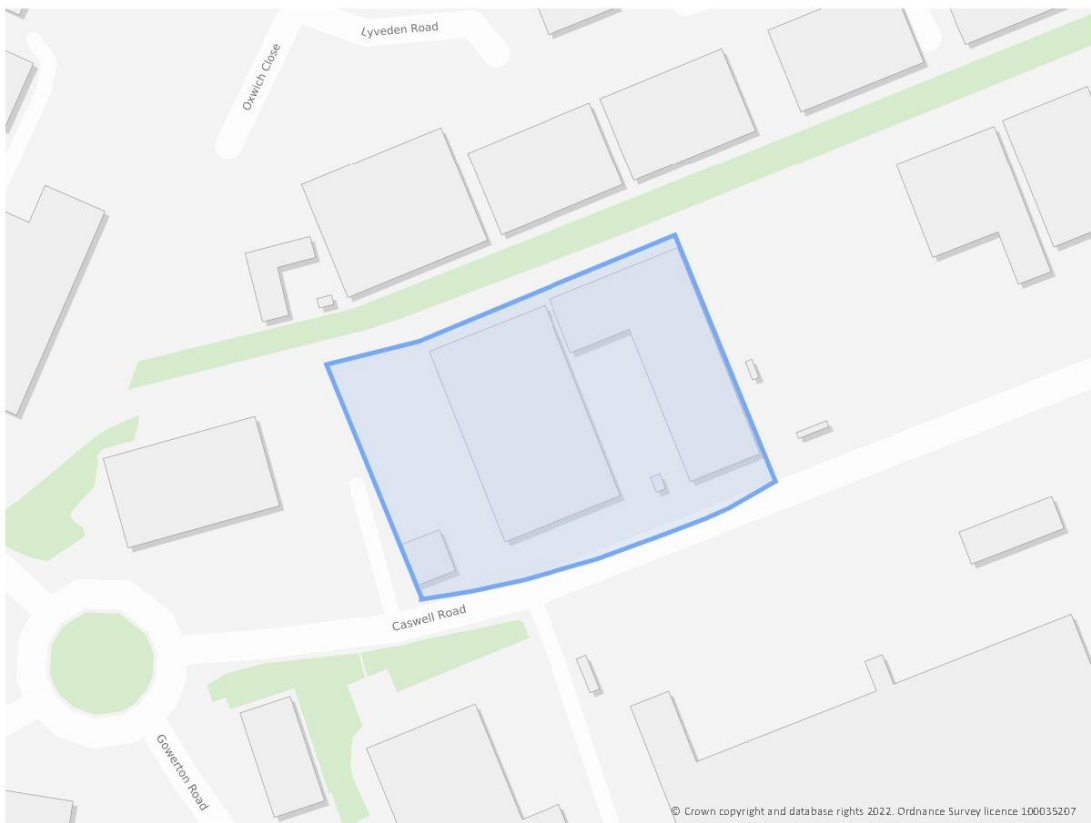 Lyveden Road
Oxwich Close
Caswell Road
Gowerton Road
© Crown copyright and database rights 2022. Ordnance Survey licence 100035207